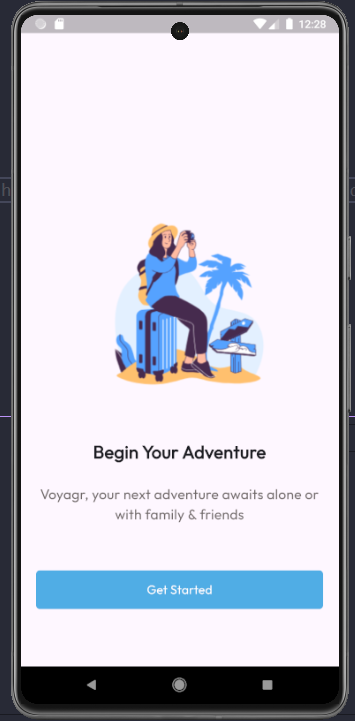 12:28
Begin Your Adventure
Voyagr, your next adventure awaits alone or
with family & friends
Get Started